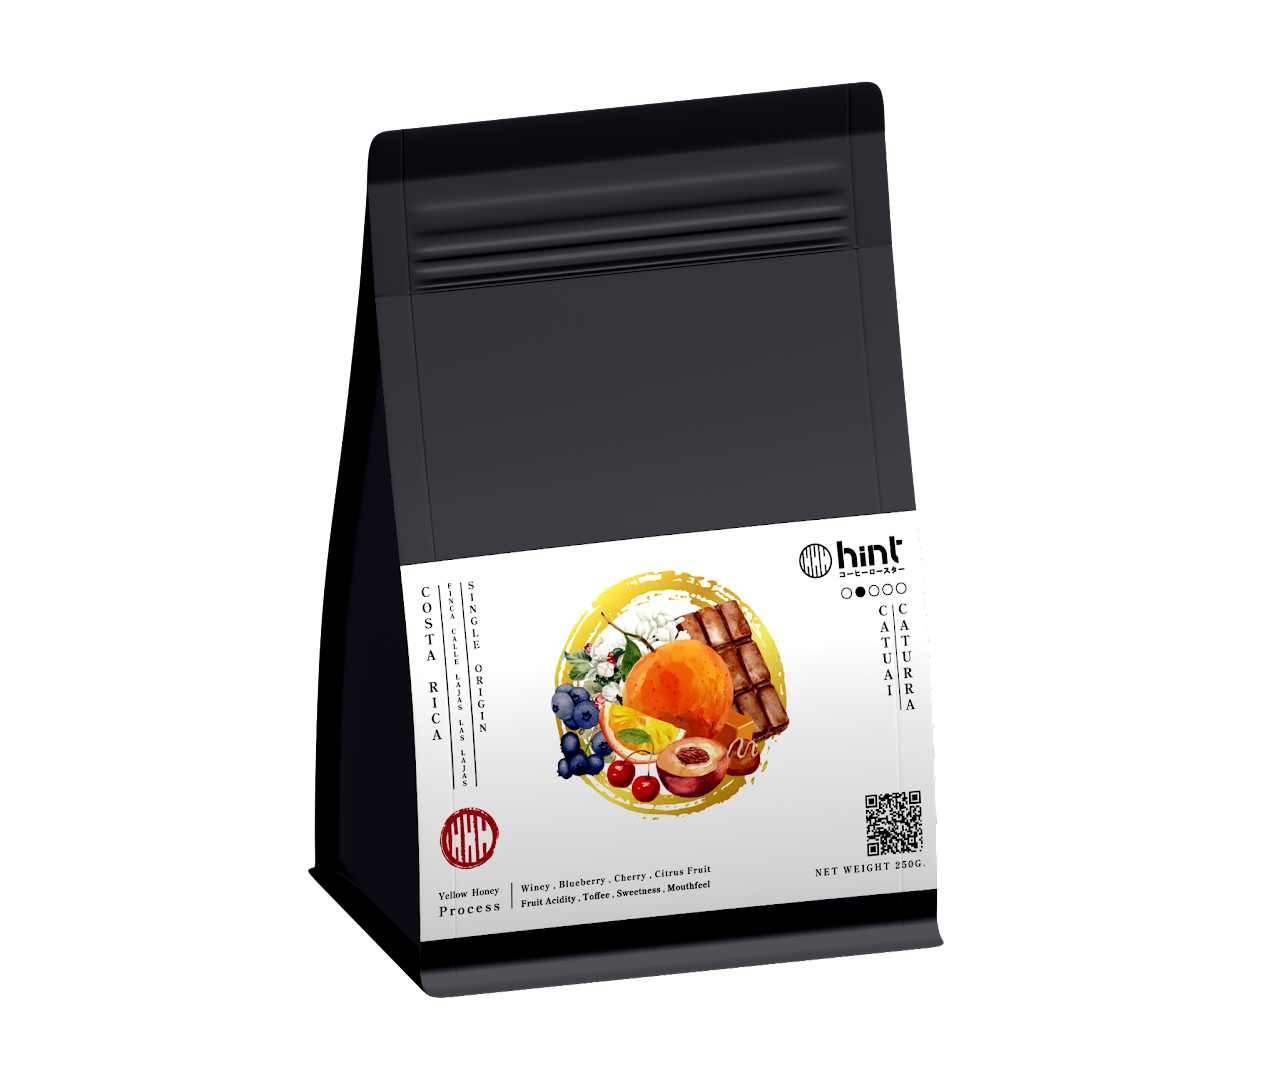 hint
コーヒーロースター
COSTA RICA
FINCA CALLE LAJAS LAS LAJAS
SINGLE ORIGIN
CATUAI
CATURRA
Yellow Honey
Process
Winey , Blueberry , Cherry , Citrus Fruit
Fruit Acidity , Toffee , Sweetness , Mouthfeel
NET WEIGHT 250G.